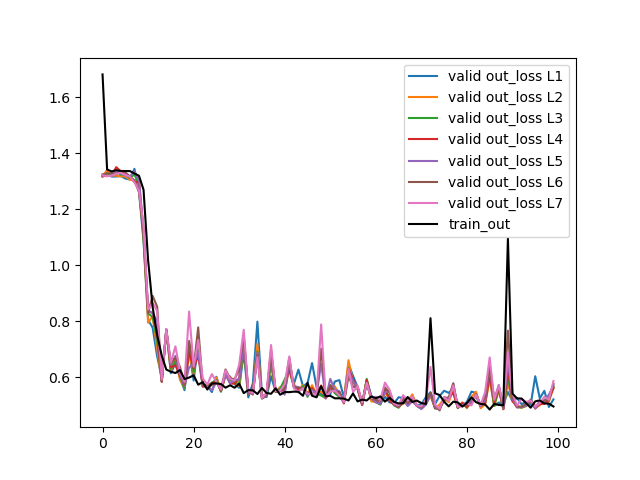 valid out_loss L1
valid out_loss L2
valid out_loss L3
valid out_loss L4
valid out_loss L5
valid out_loss L6
valid out_loss L7
train_out
1.6
1.4
1.2
1.0
0.8
0.6
0 20 40 60 80 100